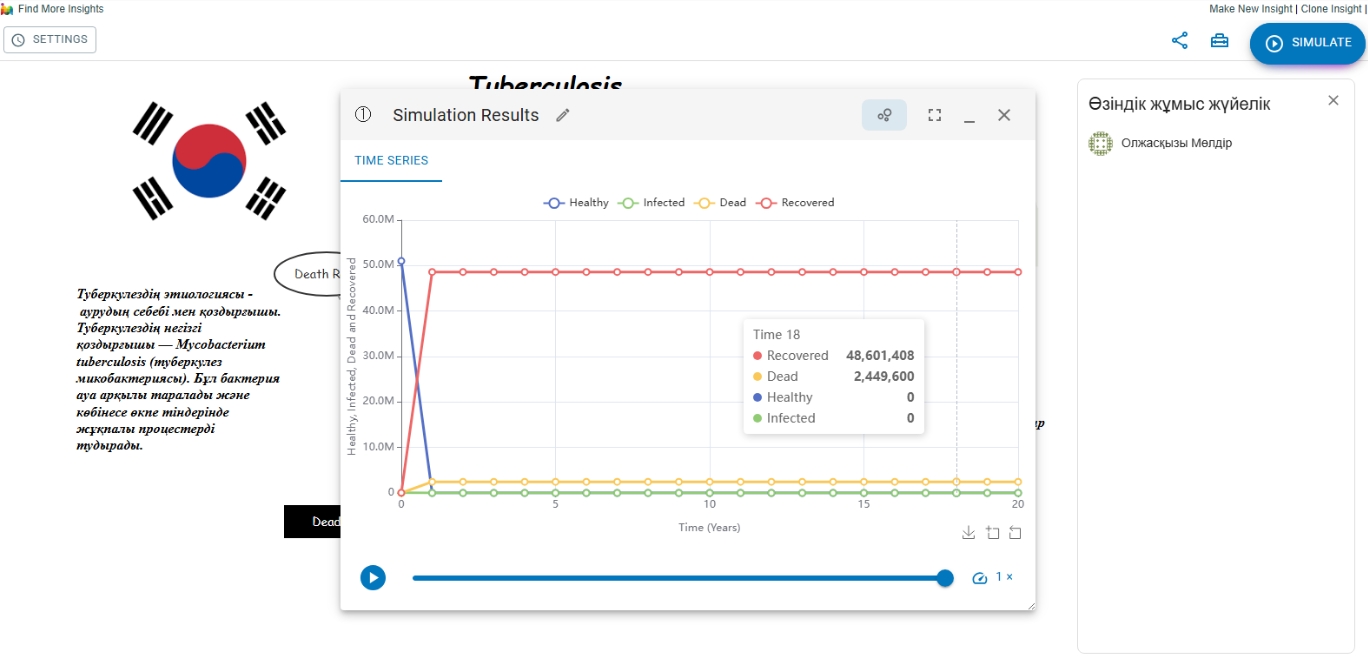 Find More Insights
Make New Insight | Clone Insight |
SETTINGS
SIMULATE
Tuberculosis
Simulation Results
TIME SERIES
Healthy Infected Dead Recovered
Healthy, Infected, Dead and Recovered
60.0M
50.0M
40.0M
30.0M
20.0M
10.0M
0
0 5 10 15 20
Time (Years)
Time 18
Recovered 48,601,408
Dead 2,449,600
Healthy 0
Infected 0
1 ×
Death R
Туберкулездің этиологиясы -
аурудың себебі мен қоздырғышы.
Туберкулездің негізгі
қоздырғышы — Mycobacterium
tuberculosis (туберкулез
микобактериясы). Бұл бактерия
ауа арқылы таралады және
көбінесе өкпе тіндерінде
жұқпалы процестерді
тудырады.
Dead
Өзіндік жұмыс жүйелік
Олжасқызы Мөлдір